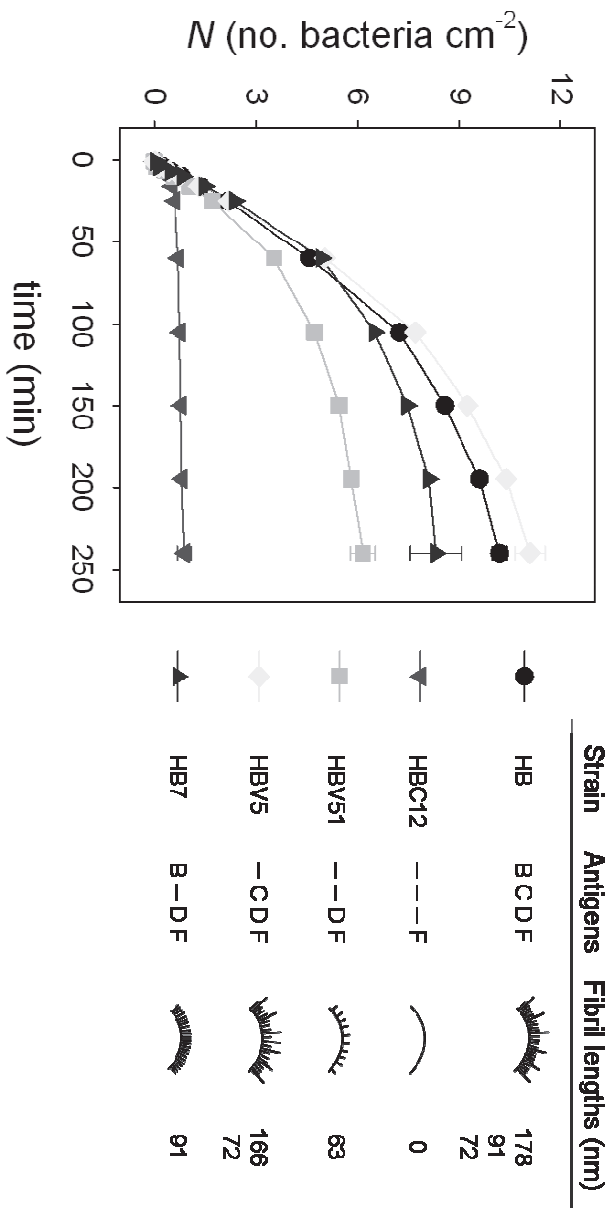 N (no. bacteria cm-2)
12
9
6
3
0
0
50
100
150
200
250
time (min)
Strain Antigens Fibril lengths (nm)
HB B C D F 178
91
72
HBC12 – – – F 0
HBV51 – – D F 63
HBV5 – C D F 166
72
HB7 B – D F 91